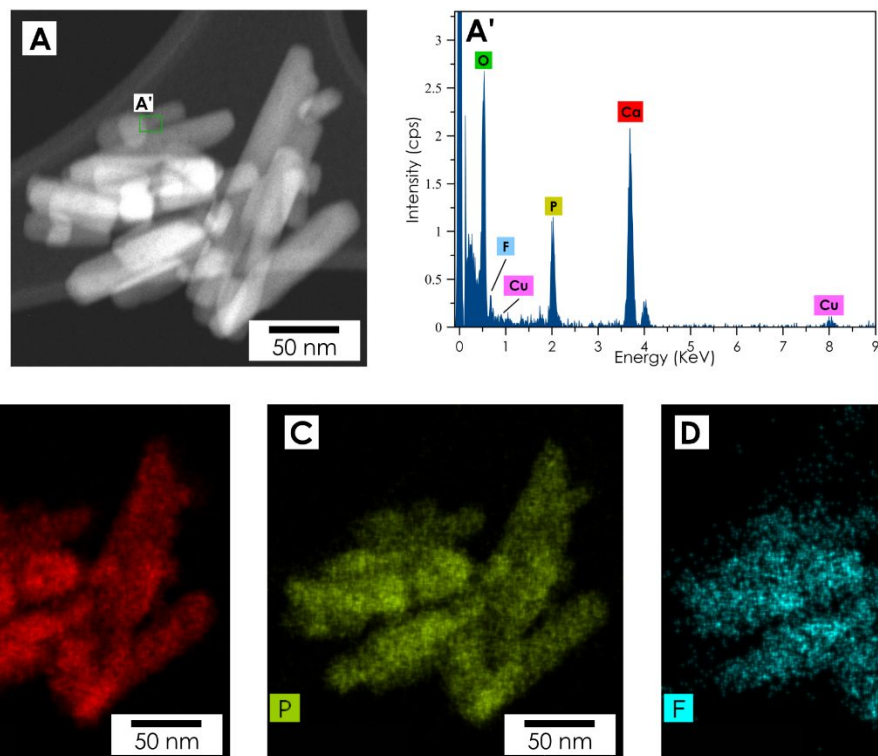 A
A'
50 nm
A'
Intensity (cps)
3
2.5
2
1.5
1
0.5
0
O
F
Cu
P
Ca
Cu
0 1 2 3 4 5 6 7 8 9
Energy (KeV)
50 nm
C
P
50 nm
D
F